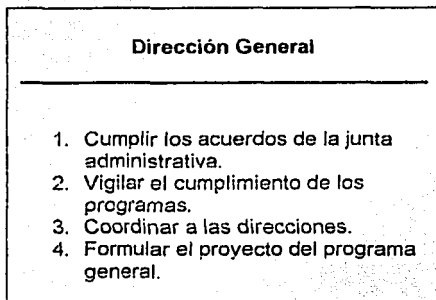 Dirección General
1. Cumplir los acuerdos de la junta
administrativa.
2. Vigilar el cumplimiento de los
programas.
3. Coordinar a las direcciones.
4. Formular el proyecto del programa
general.